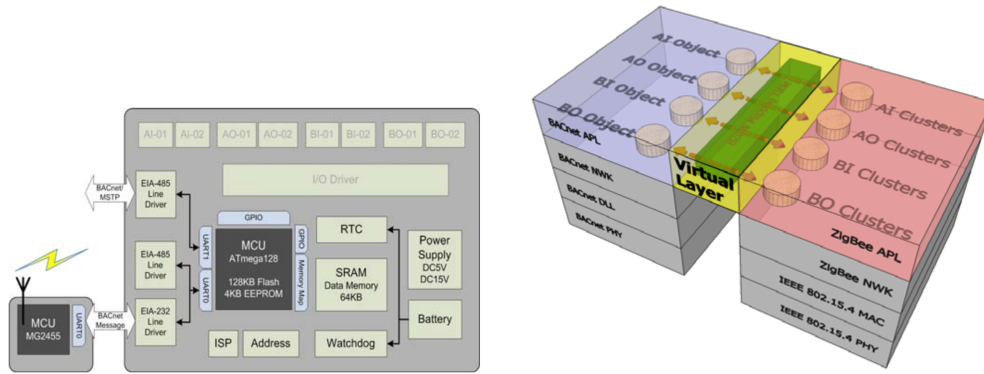 AI-01
AI-02
AO-01
AO-02
BI-01
BI-02
BO-01
BO-02
I/O Driver
BACnet/
MSTP
EIA-485
Line
Driver
GPIO
UART1
MCU
ATmega128
128KB Flash
4KB EEPROM
GPIO
Memory Map
UART0
EIA-485
Line
Driver
RTC
SRAM
Data Memory
64KB
Power
Supply
DC5V
DC15V
Battery
MCU
MG2455
UART0
BACnet
Message
EIA-232
Line
Driver
ISP
Address
Watchdog
AI Object
AO Object
BI Object
BO Object
BACnet APL
BACnet NWK
BACnet DLL
BACnet PHY
Virtual
Layer
AI Clusters
AO Clusters
BI Clusters
BO Clusters
ZigBee APL
ZigBee NWK
IEEE 802.15.4 MAC
IEEE 802.15.4 PHY